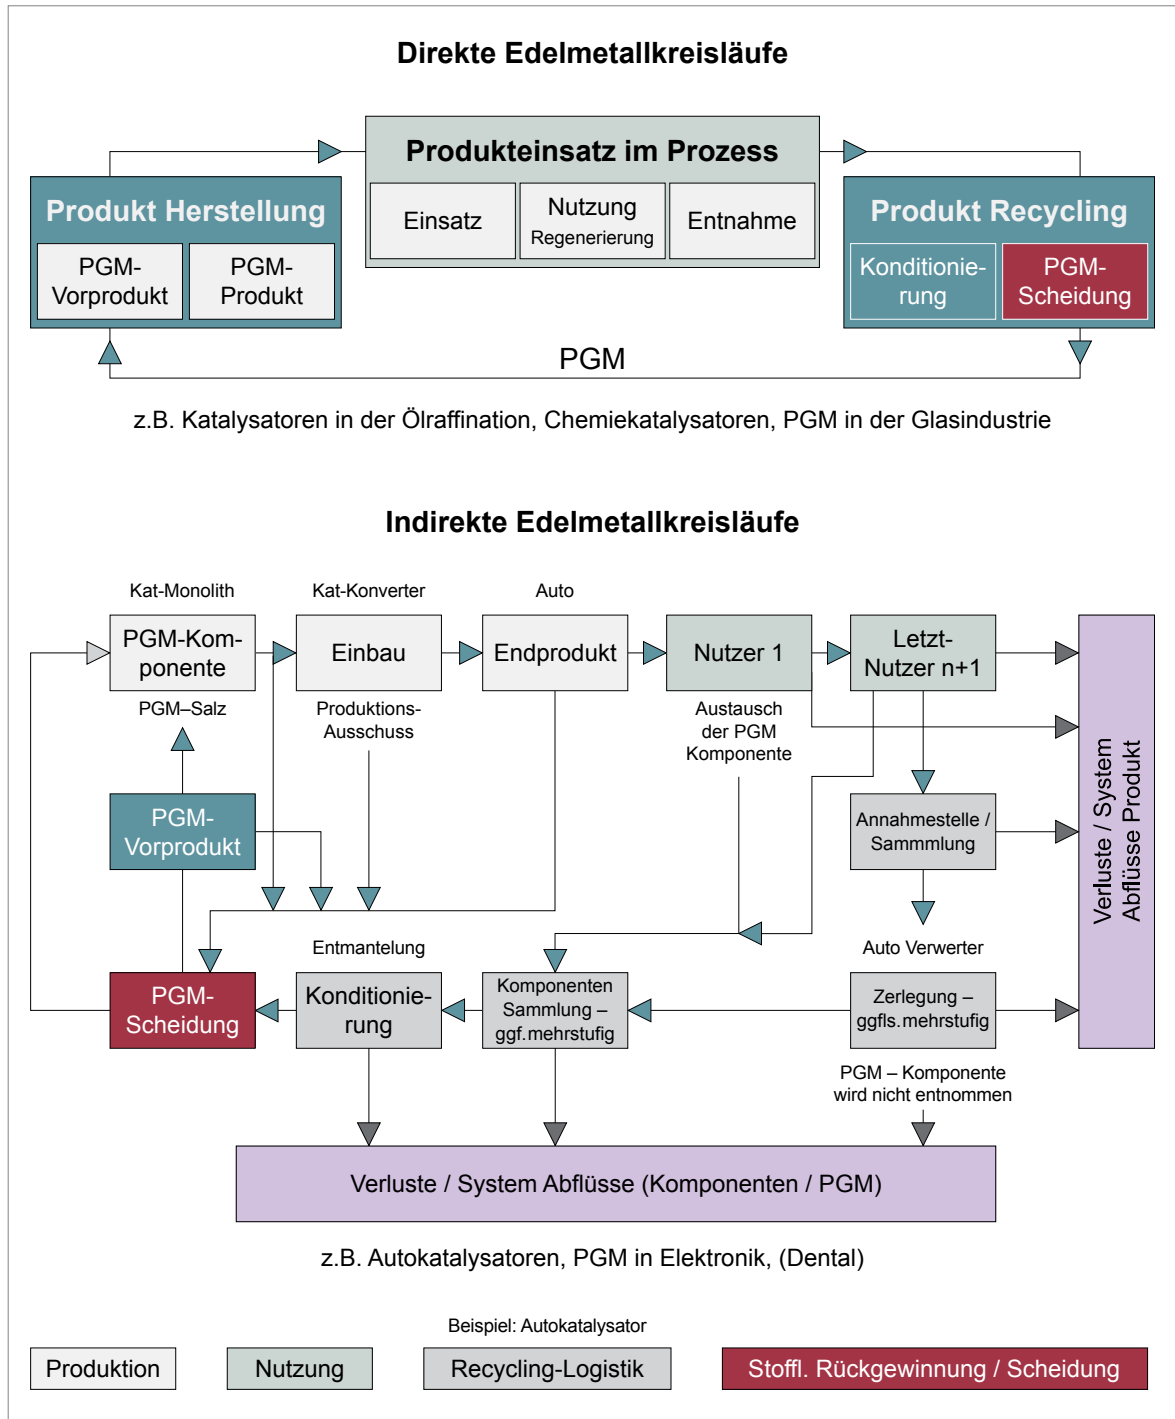 Direkte Edelmetallkreisläufe
Produkt Herstellung
PGM-
Vorprodukt
PGM-
Produkt
Produkteinsatz im Prozess
Einsatz
Nutzung
Regenerierung
Entnahme
Produkt Recycling
Konditionie-
rung
PGM-
Scheidung
PGM
z.B. Katalysatoren in der Ölraffination, Chemiekatalysatoren, PGM in der Glasindustrie
Indirekte Edelmetallkreisläufe
Kat-Monolith
PGM-Kom-
ponente
PGM–Salz
Kat-Konverter
Einbau
Produktions-
Ausschuss
Auto
Endprodukt
Nutzer 1
Austausch
der PGM
Komponente
Letzt-
Nutzer n+1
PGM-
Vorprodukt
Annahmestelle /
Sammmlung
Verluste / System
Abflüsse Produkt
PGM-
Scheidung
Entmantelung
Konditionie-
rung
Komponenten
Sammlung –
ggf.mehrstufig
Auto Verwerter
Zerlegung –
ggfls.mehrstufig
PGM – Komponente
wird nicht entnommen
Verluste / System Abflüsse (Komponenten / PGM)
z.B. Autokatalysatoren, PGM in Elektronik, (Dental)
Beispiel: Autokatalysator
Produktion
Nutzung
Recycling-Logistik
Stoffl. Rückgewinnung / Scheidung